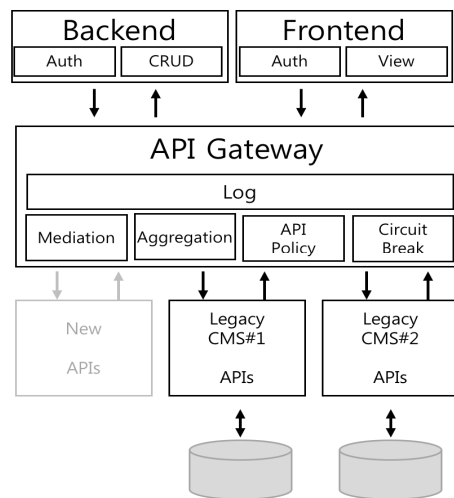 Backend
Auth
CRUD
Frontend
Auth
View
API Gateway
Log
Mediation
Aggregation
API
Policy
Circuit
Break
New
APIs
Legacy
CMS#1
APIs
Legacy
CMS#2
APIs